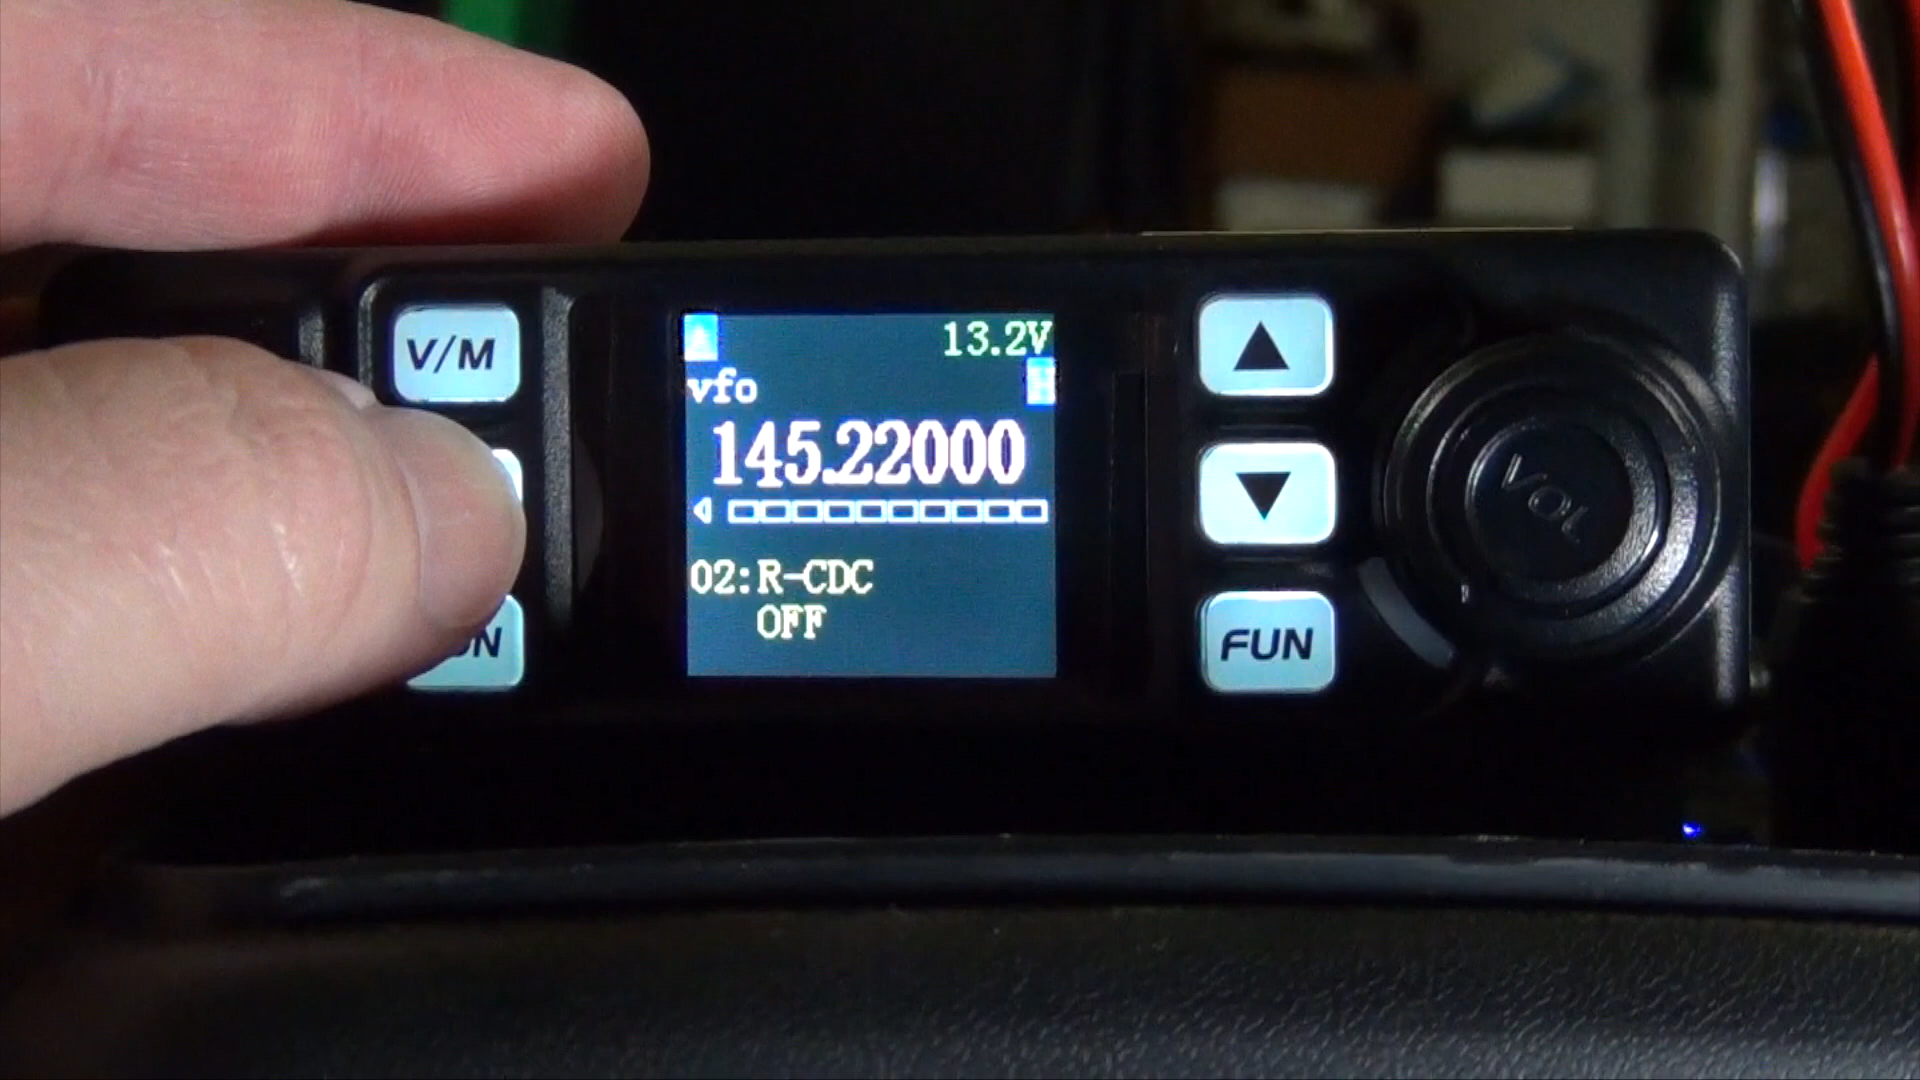 V/M
A 13.2V
vfo H
145.22000
02:R-CDC
OFF
FUN
VOL